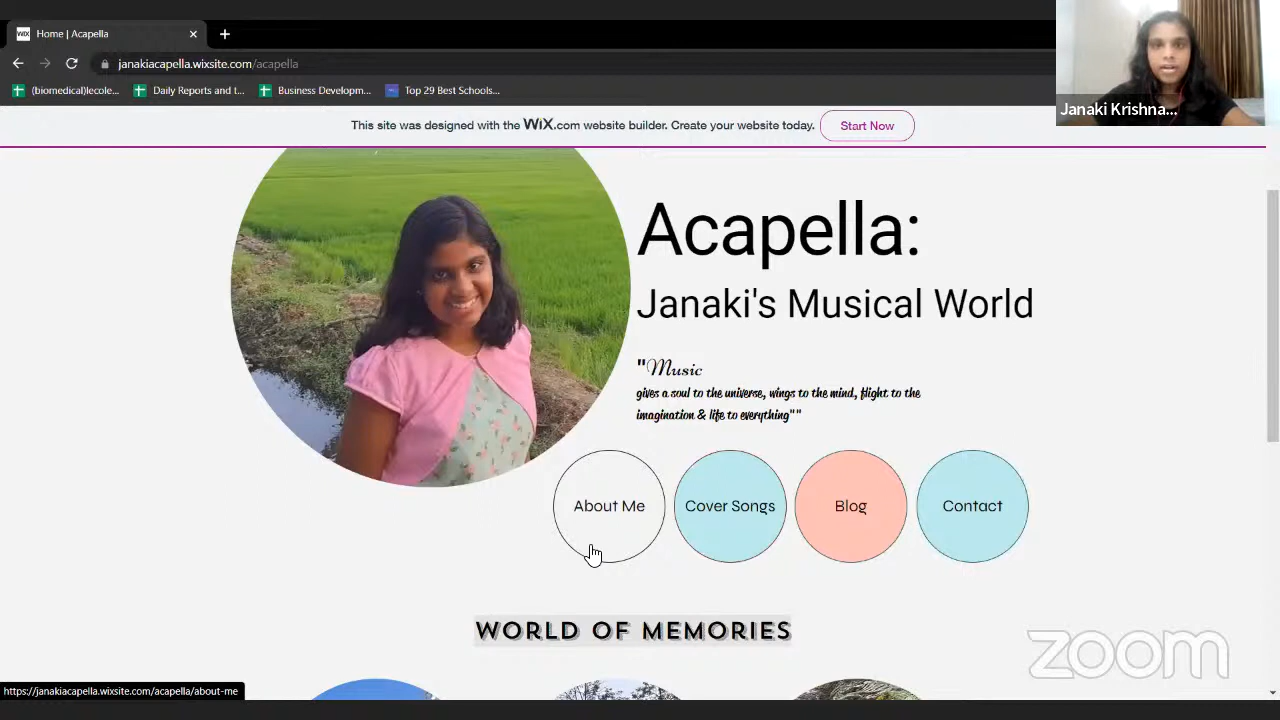 WiX
Home | Acapella
janakiacapella.wixsite.com/acapella
(biomedical)lecole...
Daily Reports and t...
Business Developm...
Top 29 Best Schools...
Janaki Krishna...
This site was designed with the WiX.com website builder. Create your website today.
Start Now
Acapella:
Janaki's Musical World
"Music
gives a soul to the universe, wings to the mind, flight to the
imagination & life to everything""
About Me
Cover Songs
Blog
Contact
WORLD OF MEMORIES
zoom
https://janakiacapella.wixsite.com/acapella/about-me